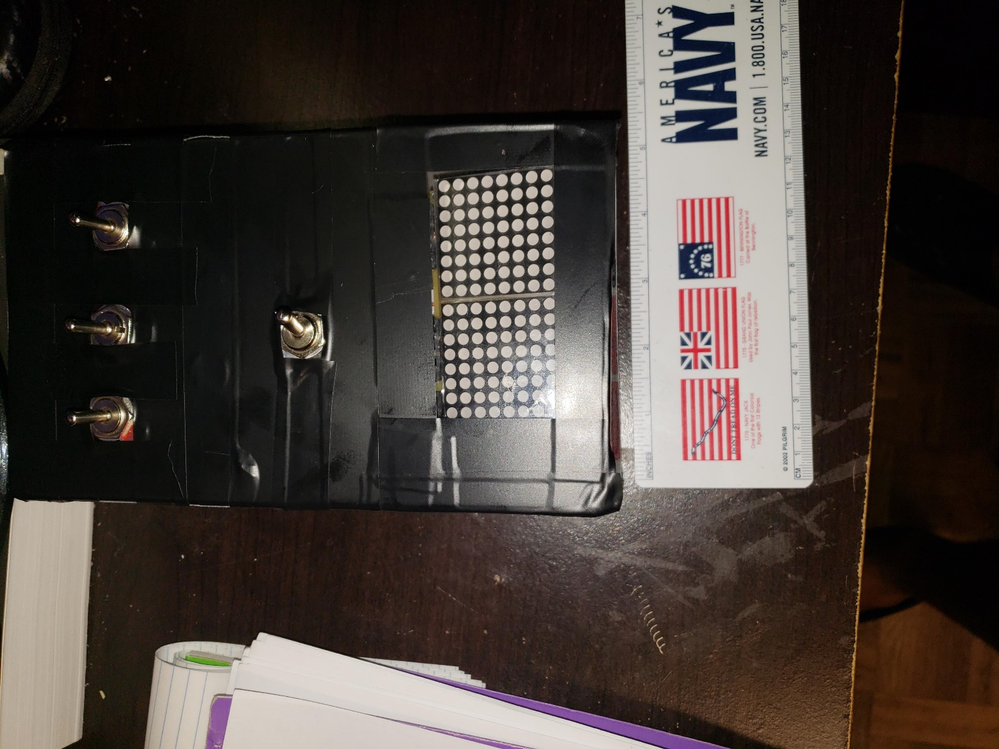 AMERICA★S
NAVY™
NAVY.COM | 1.800.USA.NA
1777 - BENNINGTON FLAG
Carried at the Battle of
Bennington.
76
1775 - GRAND UNION FLAG
Used by John Paul Jones. Was
the first flag of rebellion.
DONT TREAD ON ME
1775 - NAVY JACK
One of the first Colonial
Flags with 13 Stripes
© 2002 PILGRIM
INCHES
1 2 3 4 5 6 7
CM 1 2 3 4 5 6 7 8 9 10 11 12 13 14 15 16 17 18